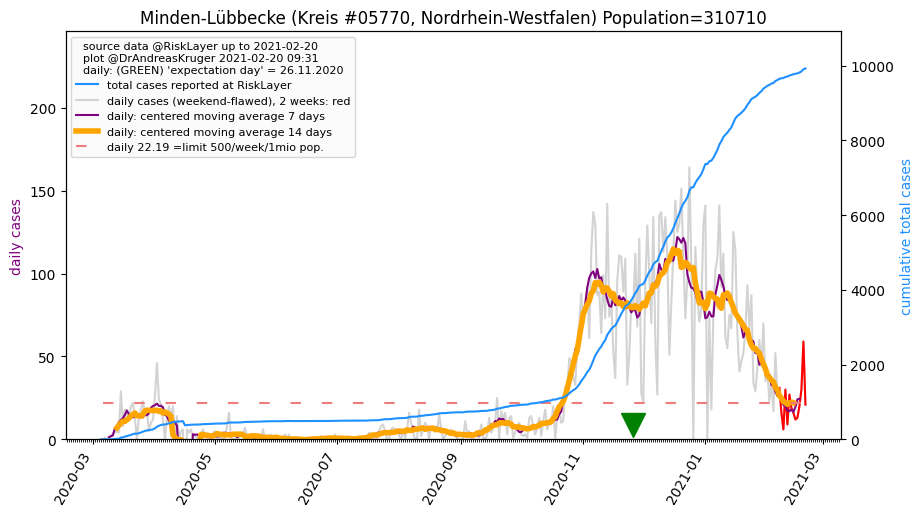 Minden-Lübbecke (Kreis #05770, Nordrhein-Westfalen) Population=310710
source data @RiskLayer up to 2021-02-20
plot @DrAndreasKruger 2021-02-20 09:31
daily: (GREEN) 'expectation day' = 26.11.2020
total cases reported at RiskLayer
daily cases (weekend-flawed), 2 weeks: red
daily: centered moving average 7 days
daily: centered moving average 14 days
daily 22.19 =limit 500/week/1mio pop.
daily cases
200
150
100
50
0
cumulative total cases
10000
8000
6000
4000
2000
0
2020-03
2020-05
2020-07
2020-09
2020-11
2021-01
2021-03